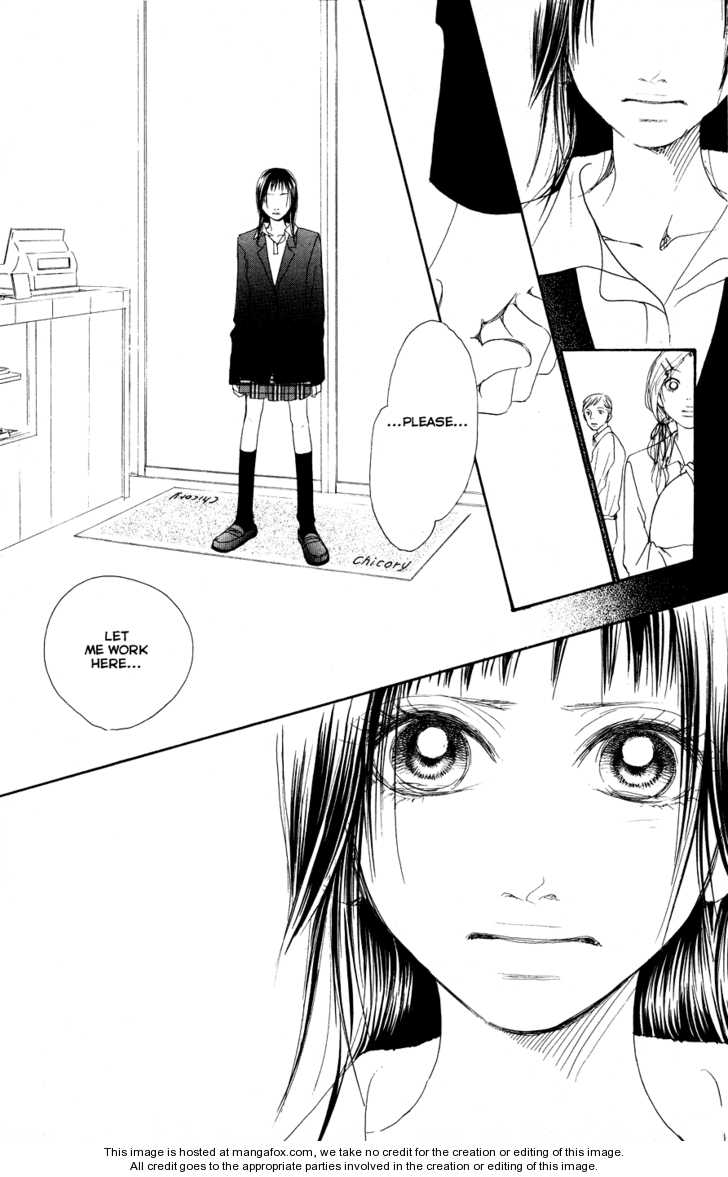 ...PLEASE...
Chicory
Chicory
LET
ME WORK
HERE...
This image is hosted at mangafox.com, we take no credit for the creation or editing of this image.
All credit goes to the appropriate parties involved in the creation or editing of this image.